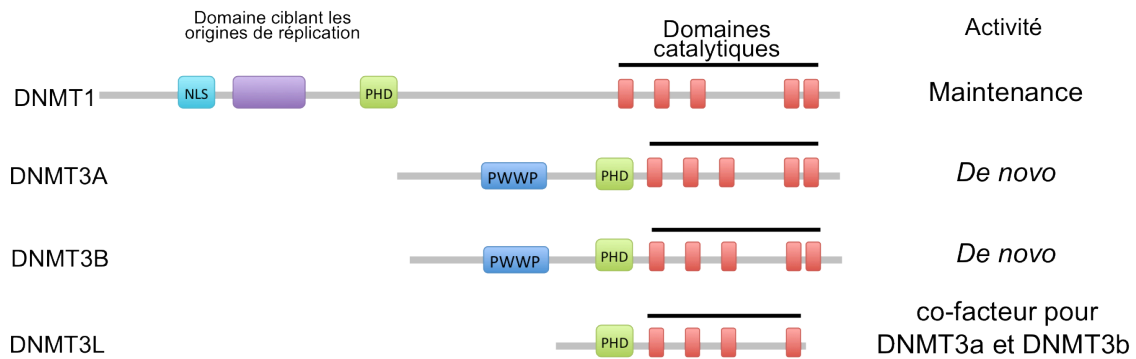 Domaine ciblant les
origines de réplication
Domaines
catalytiques
Activité
DNMT1
NLS
PHD
Maintenance
DNMT3A
PWWP
PHD
De novo
DNMT3B
PWWP
PHD
De novo
DNMT3L
PHD
co-facteur pour
DNMT3a et DNMT3b